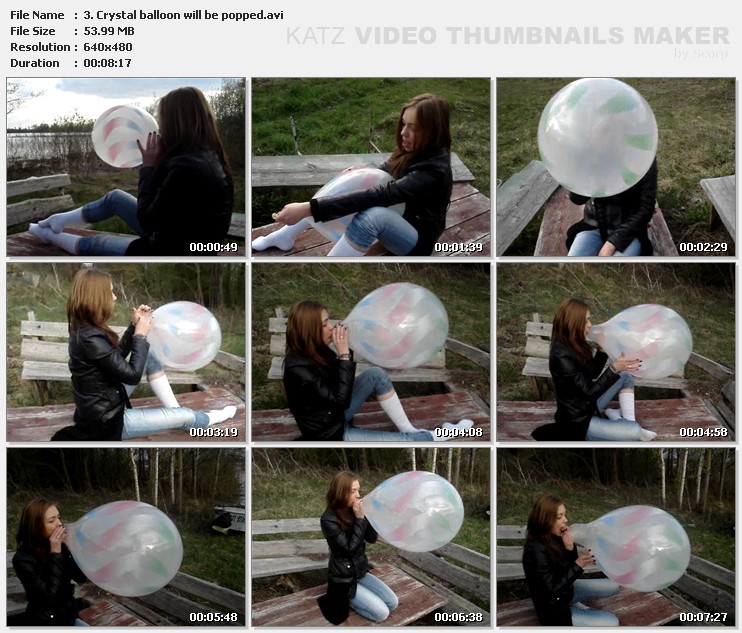 File Name : 3. Crystal balloon will be popped.avi
File Size : 53.99 MB
Resolution : 640x480
Duration : 00:08:17
KATZ VIDEO THUMBNAILS MAKER
by Scorp
00:00:49
00:01:39
00:02:29
00:03:19
00:04:08
00:04:58
00:05:48
00:06:38
00:07:27